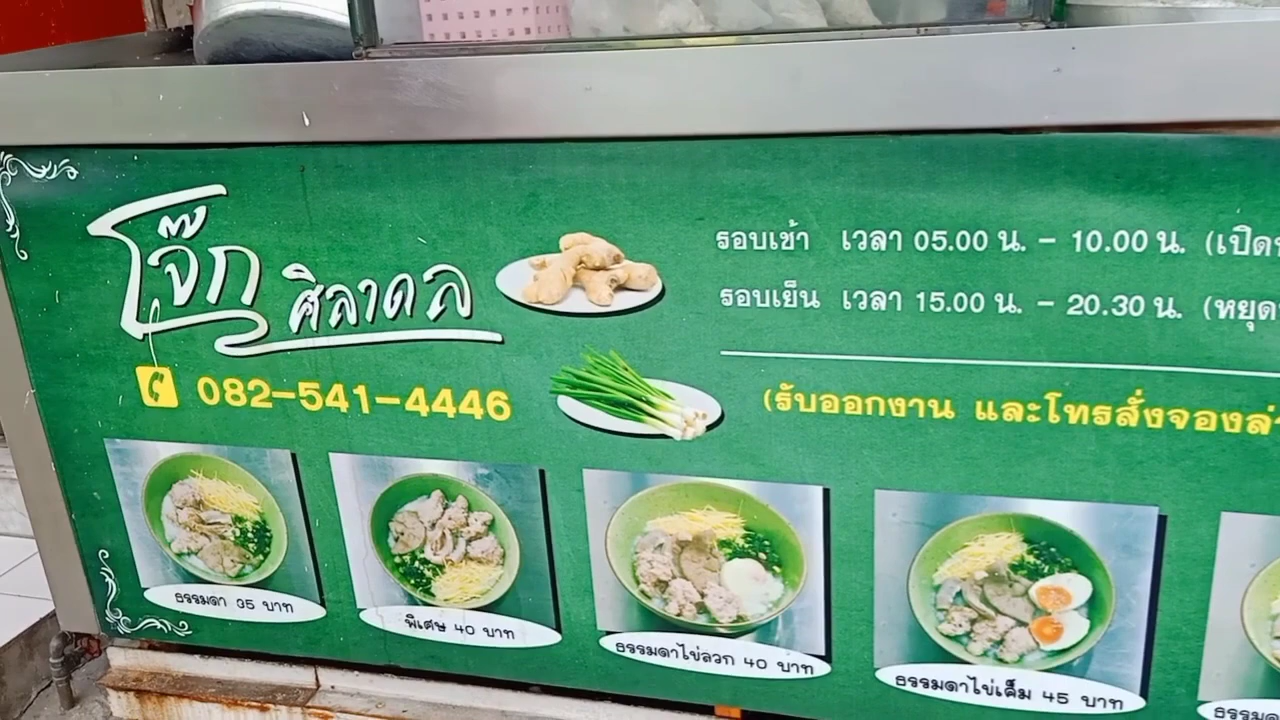 โจ๊ก ศิลาดล
082-541-4446
รอบเช้า เวลา 05.00 น. - 10.00 น.
รอบเย็น เวลา 15.00 น. - 20.30 น. (หยุด
(รับออกงาน และโทรสั่งจองล่
ธรรมดา 35 บาท
พิเศษ 40 บาท
ธรรมดาไข่ลวก 40 บาท
ธรรมดาไข่เค็ม 45 บาท